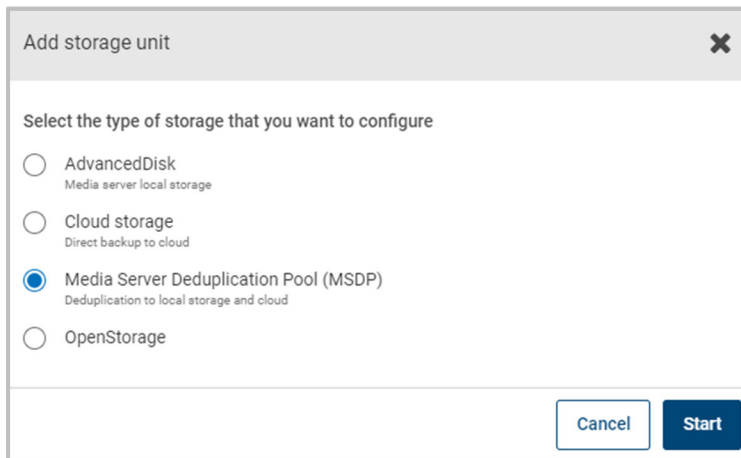 Add storage unit
Select the type of storage that you want to configure
AdvancedDisk
Media server local storage
Cloud storage
Direct backup to cloud
Media Server Deduplication Pool (MSDP)
Deduplication to local storage and cloud
OpenStorage
Cancel Start